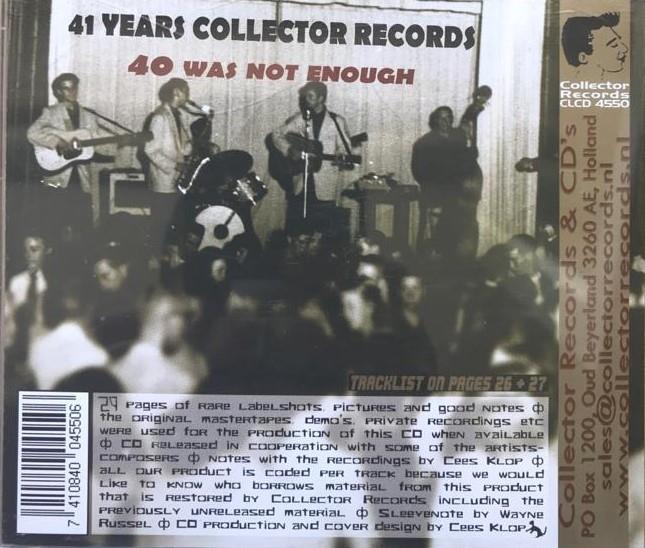 41 YEARS COLLECTOR RECORDS
40 WAS NOT ENOUGH
TRACKLIST ON PAGES 26 + 27
29 Pages of rare labelshots, pictures and good notes ф
the original mastertapes, demo's, private recordings etc
were used for the production of this CD when available
ф CD released in cooperation with some of the artists-
composers ф notes with the recordings by Cees Klop ф
all our product is coded per track because we would
like to know who borrows material from this product
that is restored by Collector Records including the
previously unreleased material ф Sleevenote by Wayne
Russel ф CD production and cover design by Cees Klop
7 410840 045506
Collector
Records
CLCD 4550
Collector Records & CD's
PO Box 1200, Oud Beyerland 3260 AE, Holland
sales@collectorrecords.nl
www.collectorrecords.nl